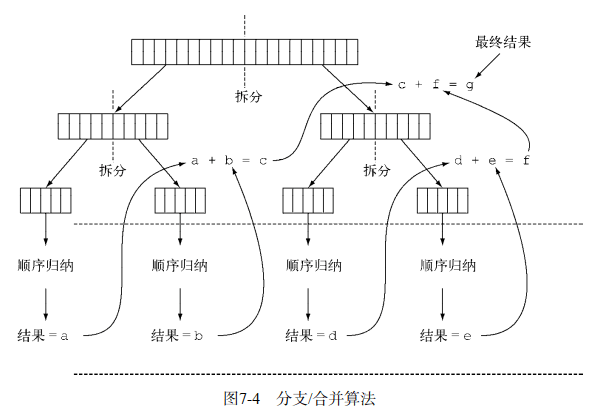 最终结果
c + f = g
拆分
a + b = c
d + e = f
拆分
拆分
顺序归纳
顺序归纳
顺序归纳
顺序归纳
结果=a
结果=b
结果=d
结果=e
图7-4 分支/合并算法